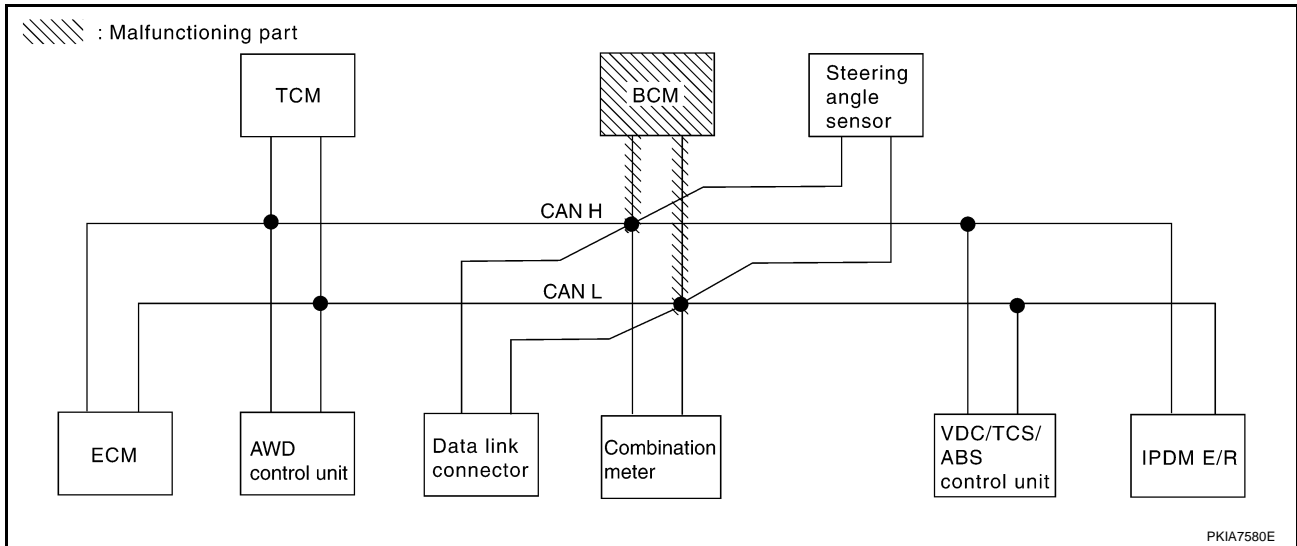 : Malfunctioning part
TCM
BCM
Steering
angle
sensor
CAN H
CAN L
ECM
AWD
control unit
Data link
connector
Combination
meter
VDC/TCS/
ABS
control unit
IPDM E/R
PKIA7580E